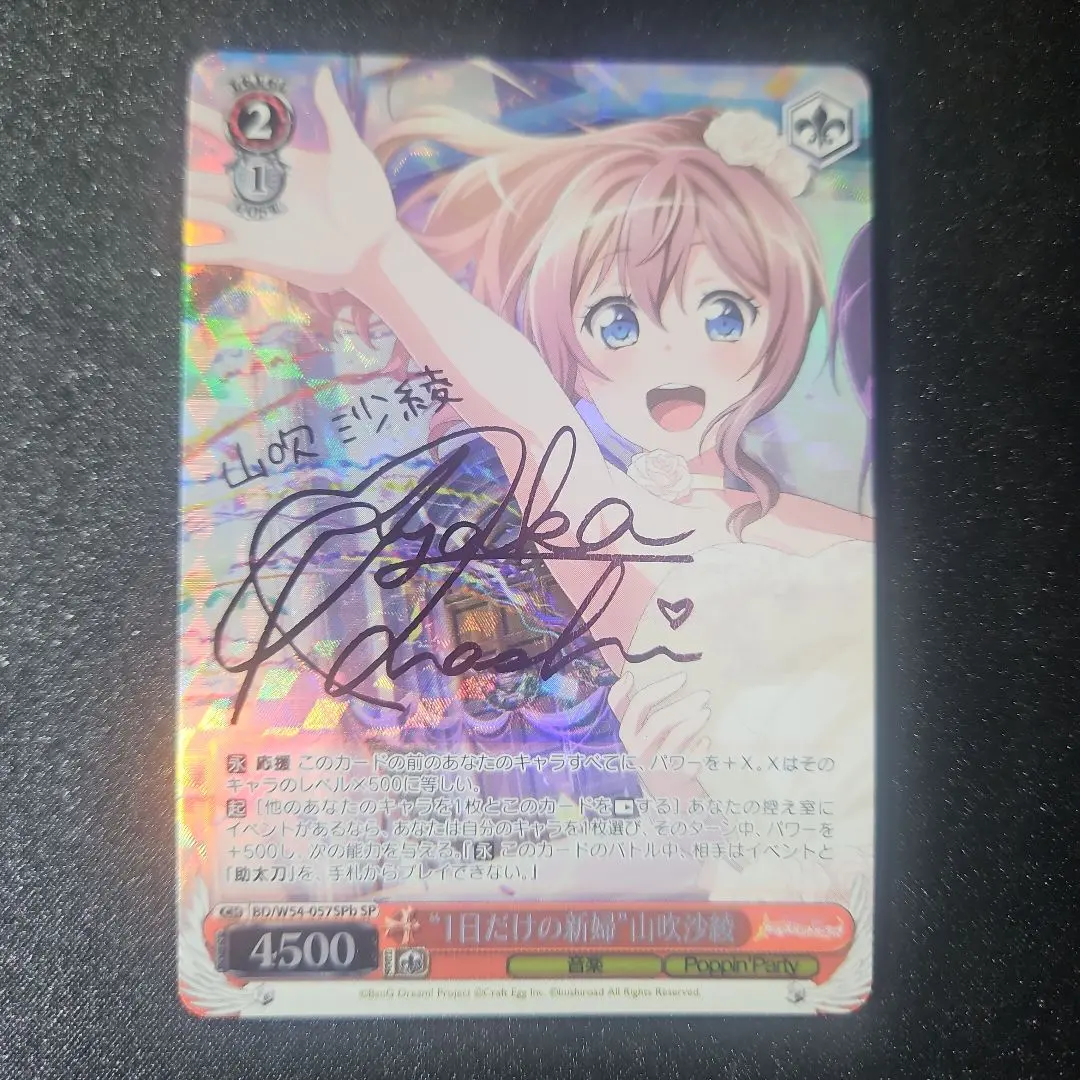 LEVEL
2
1
COST
山吹 沙綾
Ayaka
Ohashi
永 応援 このカードの前のあなたのキャラすべてに、パワーを+X。Xはその
キャラのレベル×500に等しい。
起 [他のあなたのキャラを1枚とこのカードを する] あなたの控え室に
イベントがあるなら、あなたは自分のキャラを1枚選び、そのターン中、パワーを
+500し、次の能力を与える。『永 このカードのバトル中、相手はイベントと
「助太刀」を、手札からプレイできない。』
BD/W54-057SPb SP
"1日だけの新婦"山吹沙綾
4500
音楽
Poppin'Party
©BanG Dream! Project ©Craft Egg Inc. ©bushiroad All Rights Reserved.